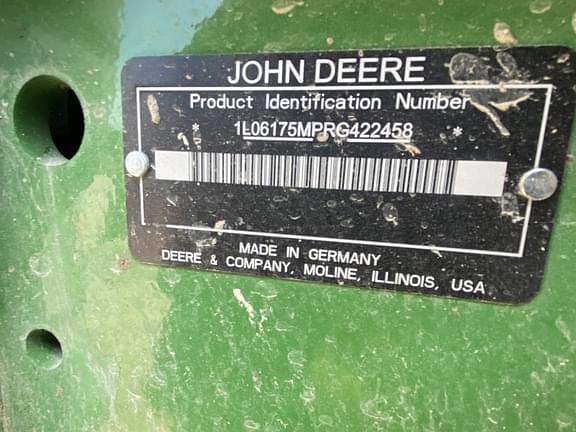 JOHN DEERE
Product Identification Number
* 1L06175MPRG422458 *
MADE IN GERMANY
DEERE & COMPANY, MOLINE, ILLINOIS, USA